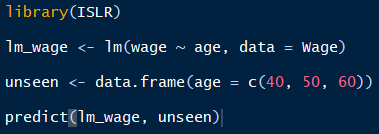 library(ISLR)
lm_wage <- lm(wage ~ age, data = Wage)
unseen <- data.frame(age = c(40, 50, 60))
predict(lm_wage, unseen)